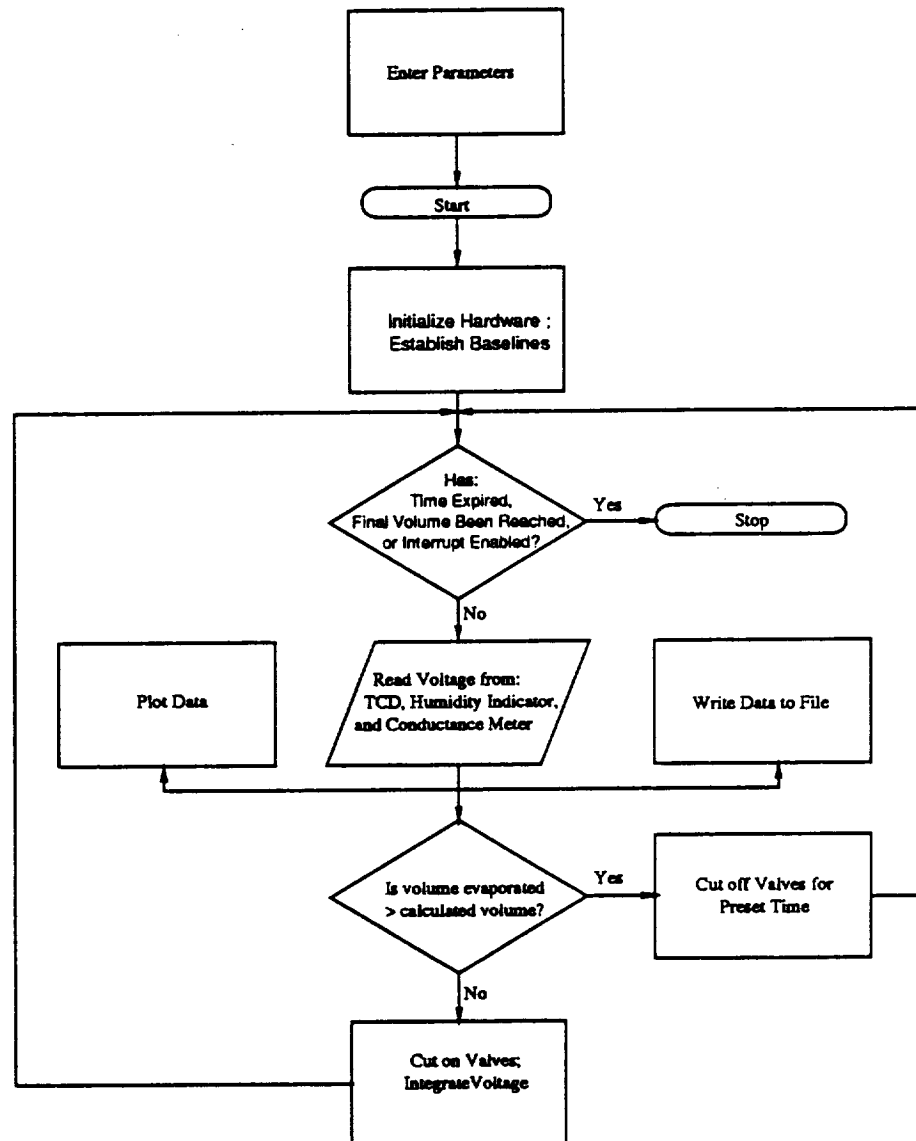 Enter Parameters
Start
Initialize Hardware ;
Establish Baselines
Has:
Time Expired,
Final Volume Been Reached,
or Interrupt Enabled?
Yes
Stop
No
Plot Data
Read Voltage from:
TCD, Humidity Indicator,
and Conductance Meter
Write Data to File
Is volume evaporated
> calculated volume?
Yes
Cut off Valves for
Preset Time
No
Cut on Valves;
IntegrateVoltage